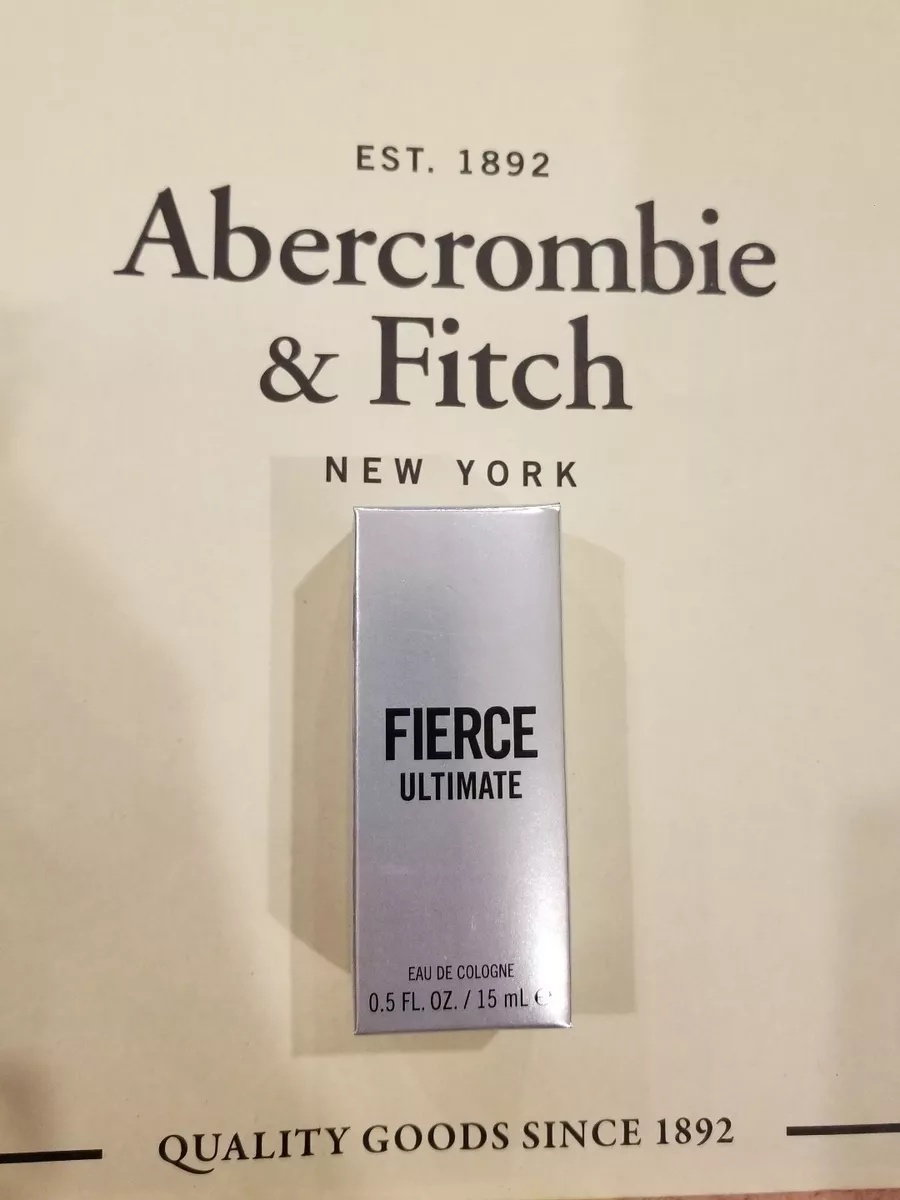 EST. 1892
Abercrombie
& Fitch
NEW YORK
FIERCE
ULTIMATE
EAU DE COLOGNE
0.5 FL. OZ. / 15 mL ℮
QUALITY GOODS SINCE 1892